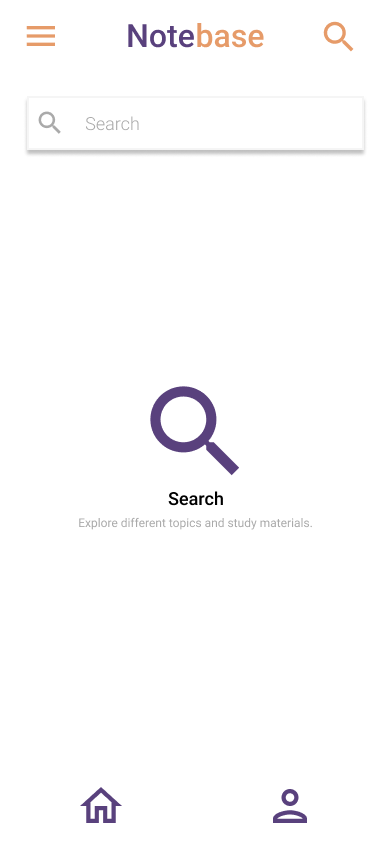 Notebase
Search
Search
Explore different topics and study materials.